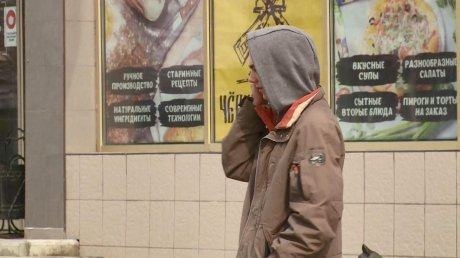 РУЧНОЕ
ПРОИЗВОДСТВО
СТАРИННЫЕ
РЕЦЕПТЫ
НАТУРАЛЬНЫЕ
ИНГРЕДИЕНТЫ
СОВРЕМЕННЫЕ
ТЕХНОЛОГИИ
ВКУСНЫЕ
СУПЫ
РАЗНООБРАЗНЫЕ
САЛАТЫ
СЫТНЫЕ
ВТОРЫЕ БЛЮДА
ПИРОГИ И ТОРТЫ
НА ЗАКАЗ